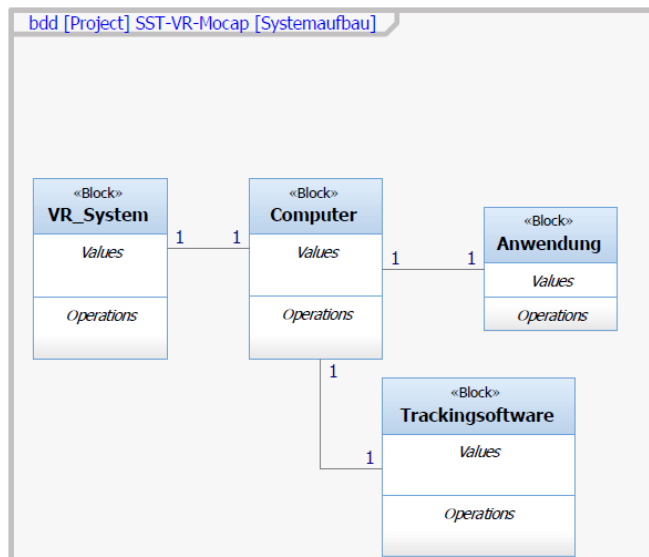 bdd [Project] SST-VR-Mocap [Systemaufbau]
«Block»
VR_System
Values
Operations
1
1
«Block»
Computer
Values
Operations
1
1
«Block»
Anwendung
Values
Operations
1
1
«Block»
Trackingsoftware
Values
Operations